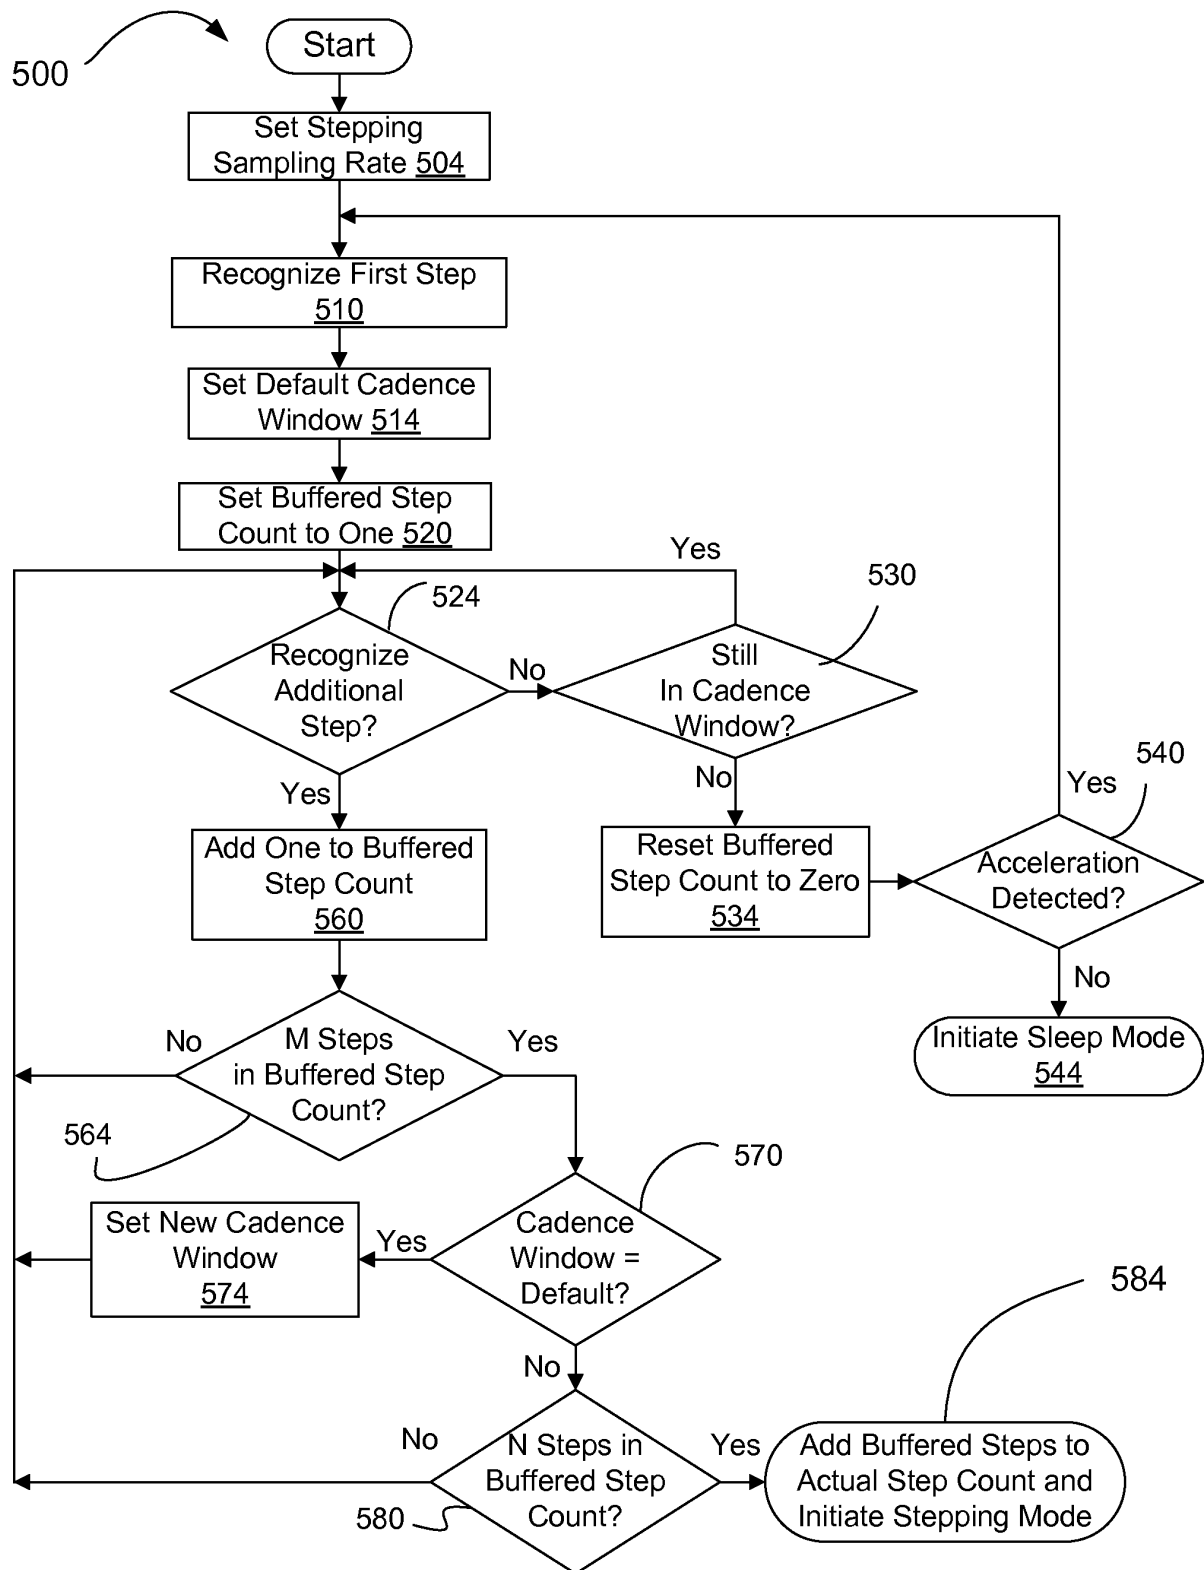 500
Start
Set Stepping
Sampling Rate 504
Recognize First Step
510
Set Default Cadence
Window 514
Set Buffered Step
Count to One 520
Yes
524
530
Recognize
Additional
Step?
No
Still
In Cadence
Window?
540
Yes
No
Yes
Add One to Buffered
Step Count
560
Reset Buffered
Step Count to Zero
534
Acceleration
Detected?
No
Initiate Sleep Mode
544
No
M Steps
in Buffered Step
Count?
Yes
564
570
Set New Cadence
Window
574
Yes
Cadence
Window =
Default?
584
No
No
N Steps in
Buffered Step
Count?
Yes
580
Add Buffered Steps to
Actual Step Count and
Initiate Stepping Mode